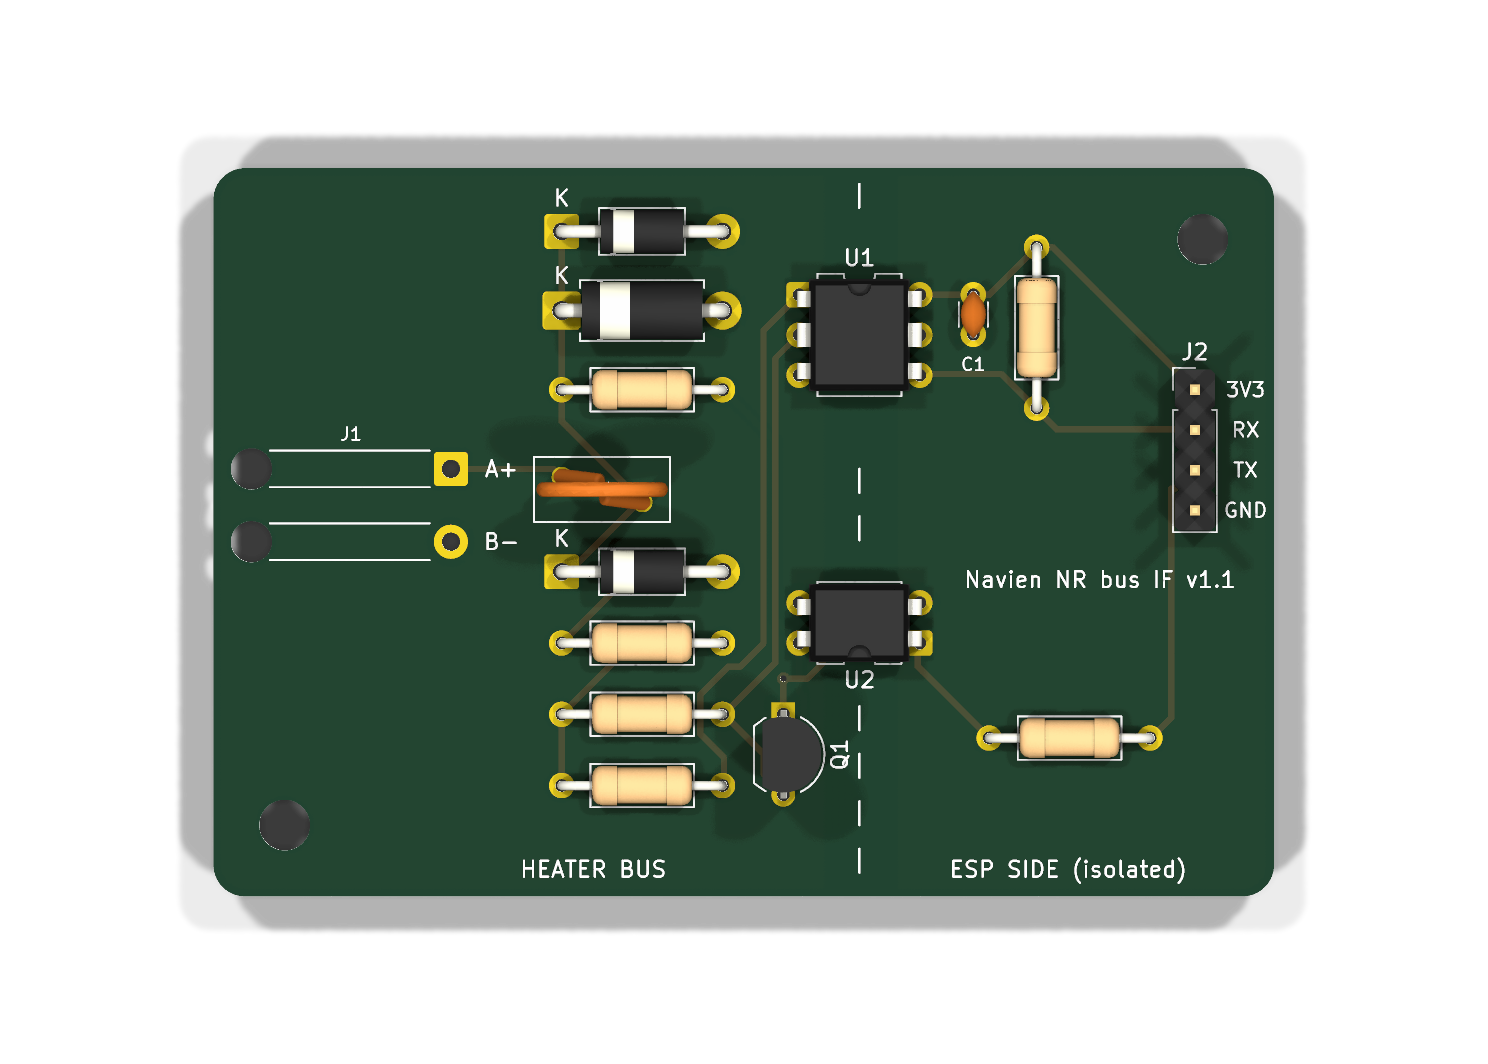 K
K
U1
C1
J2
3V3
RX
TX
GND
J1
A+
B-
K
Navien NR bus IF v1.1
U2
Q1
HEATER BUS
ESP SIDE (isolated)